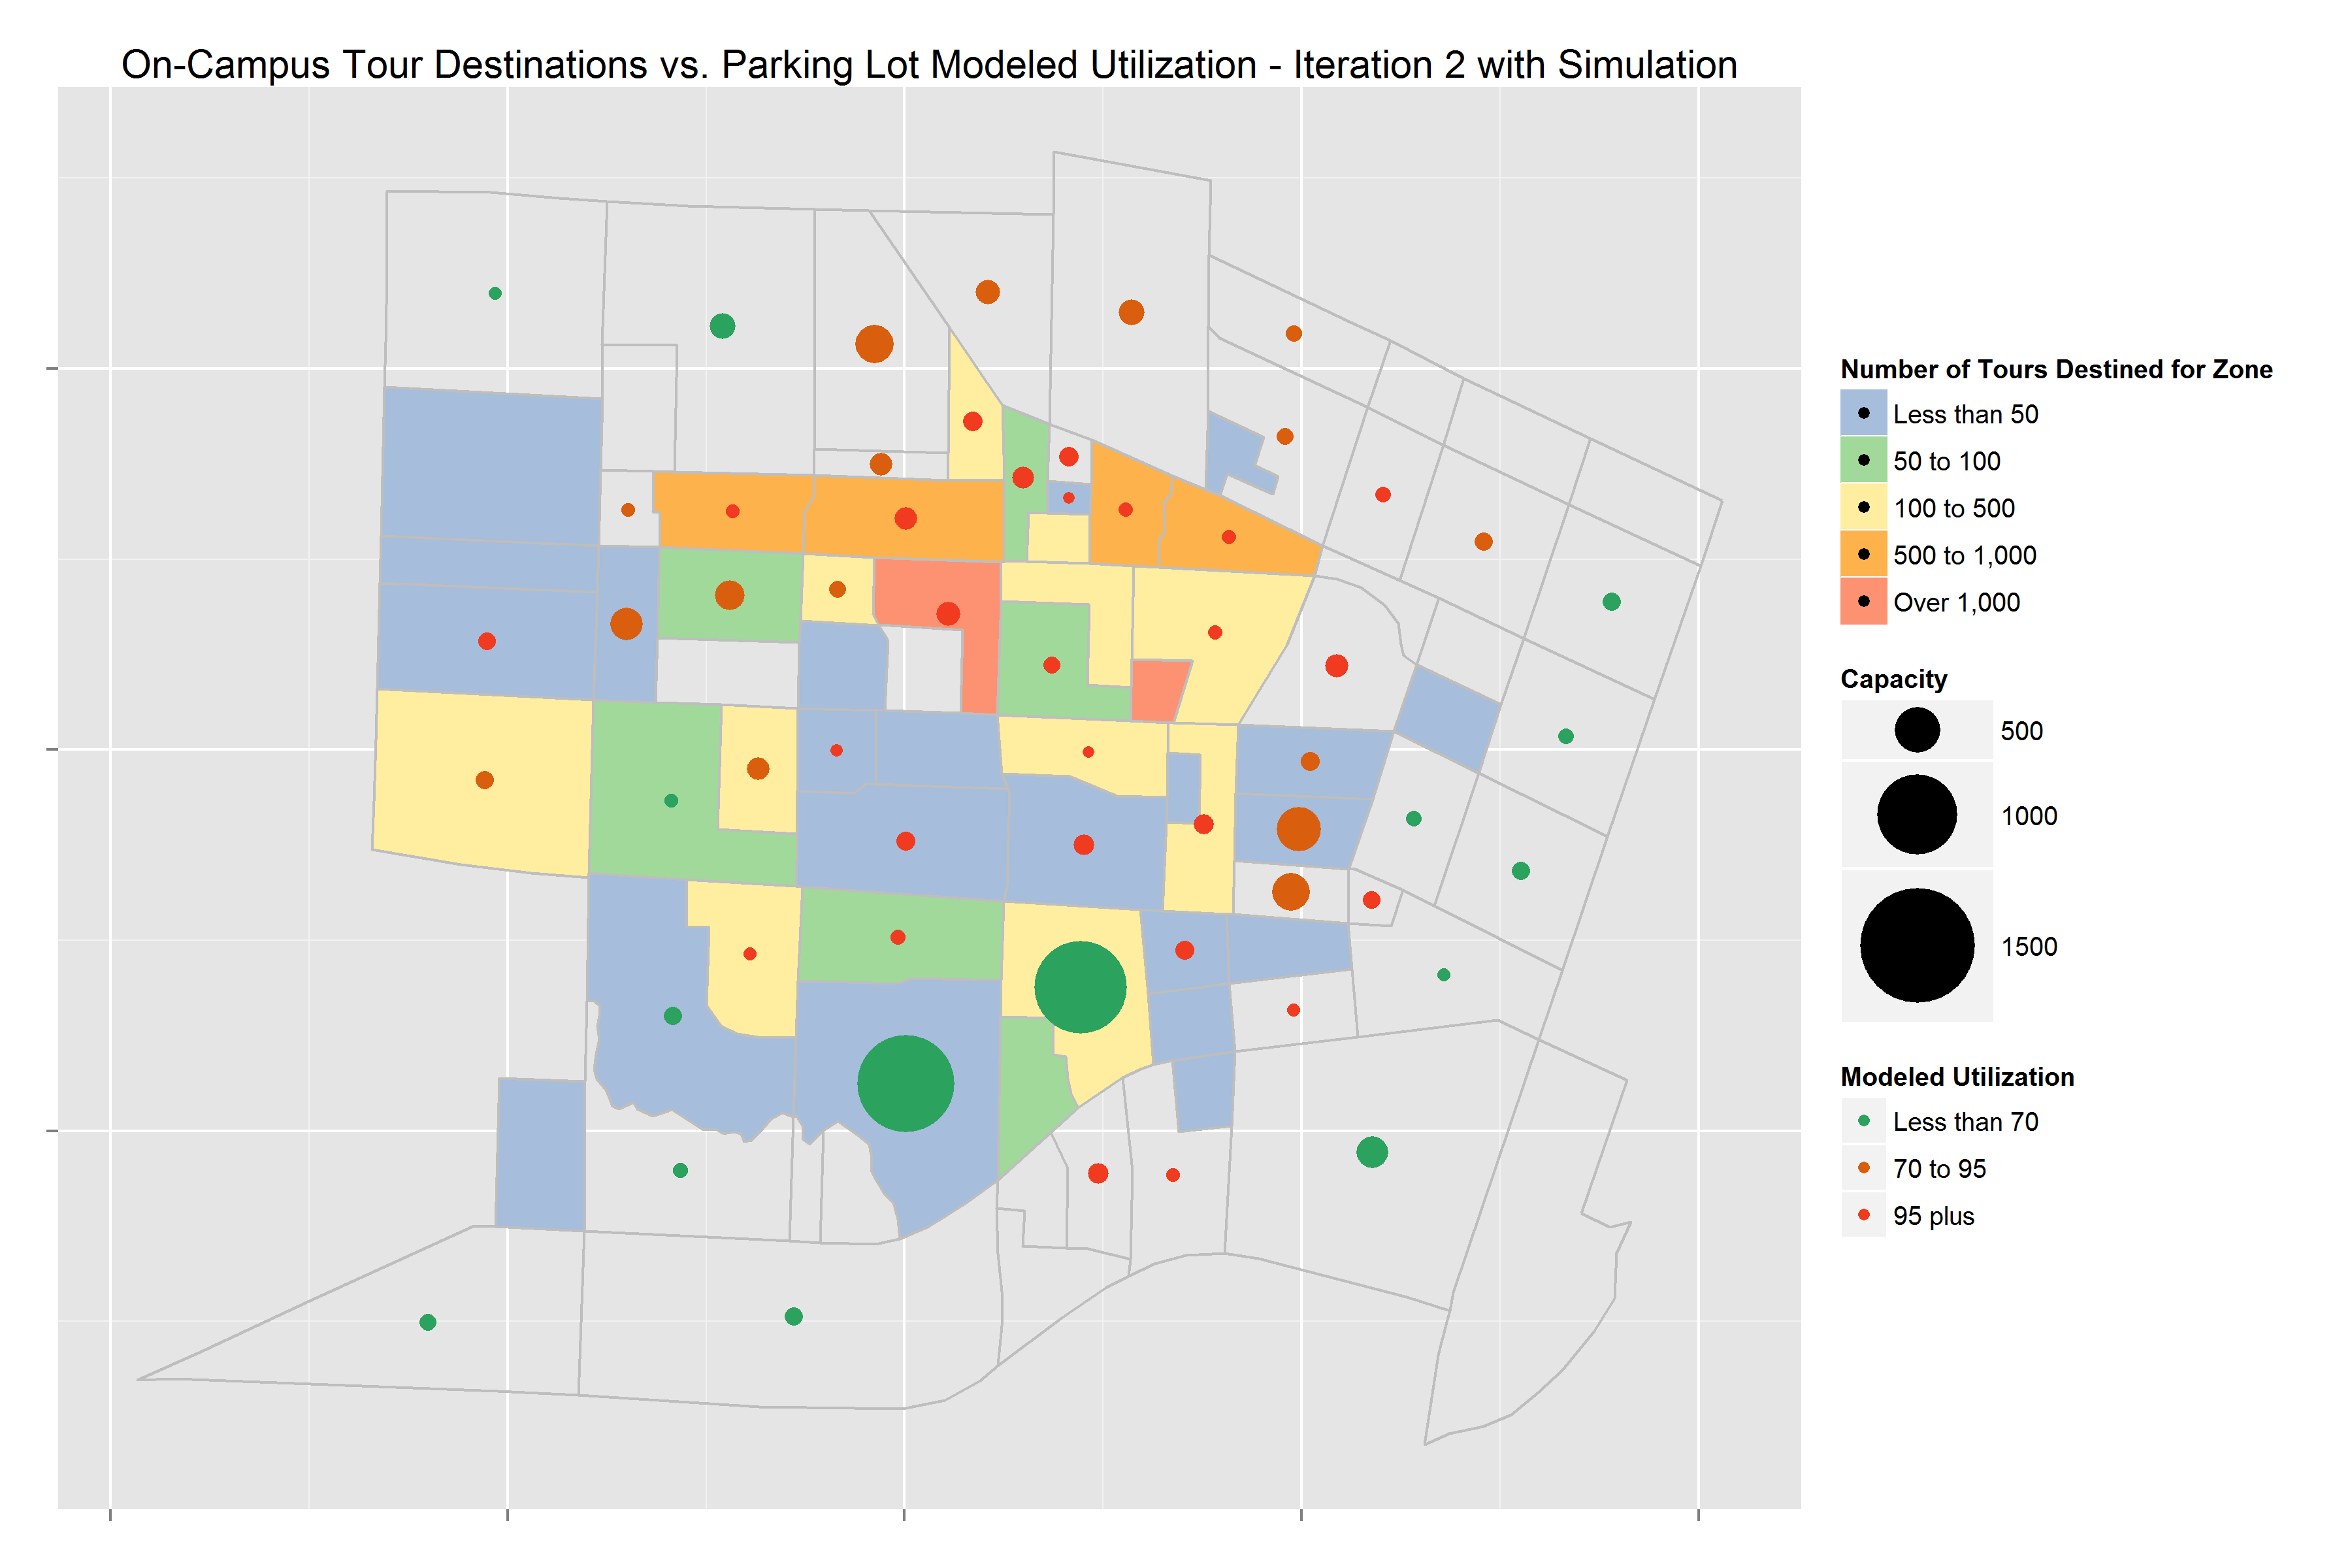 On-Campus Tour Destinations vs. Parking Lot Modeled Utilization - Iteration 2 with Simulation
Number of Tours Destined for Zone
Less than 50
50 to 100
100 to 500
500 to 1,000
Over 1,000
Capacity
500
1000
1500
Modeled Utilization
Less than 70
70 to 95
95 plus